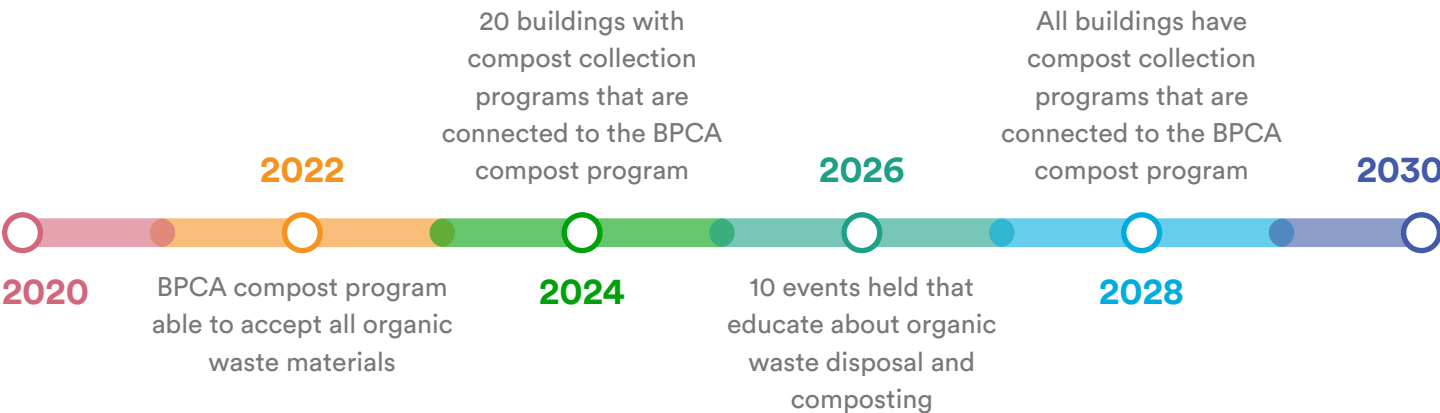 20 buildings with
compost collection
programs that are
connected to the BPCA
compost program
All buildings have
compost collection
programs that are
connected to the BPCA
compost program
2022
2026
2030
2020
BPCA compost program
able to accept all organic
waste materials
2024
10 events held that
educate about organic
waste disposal and
composting
2028